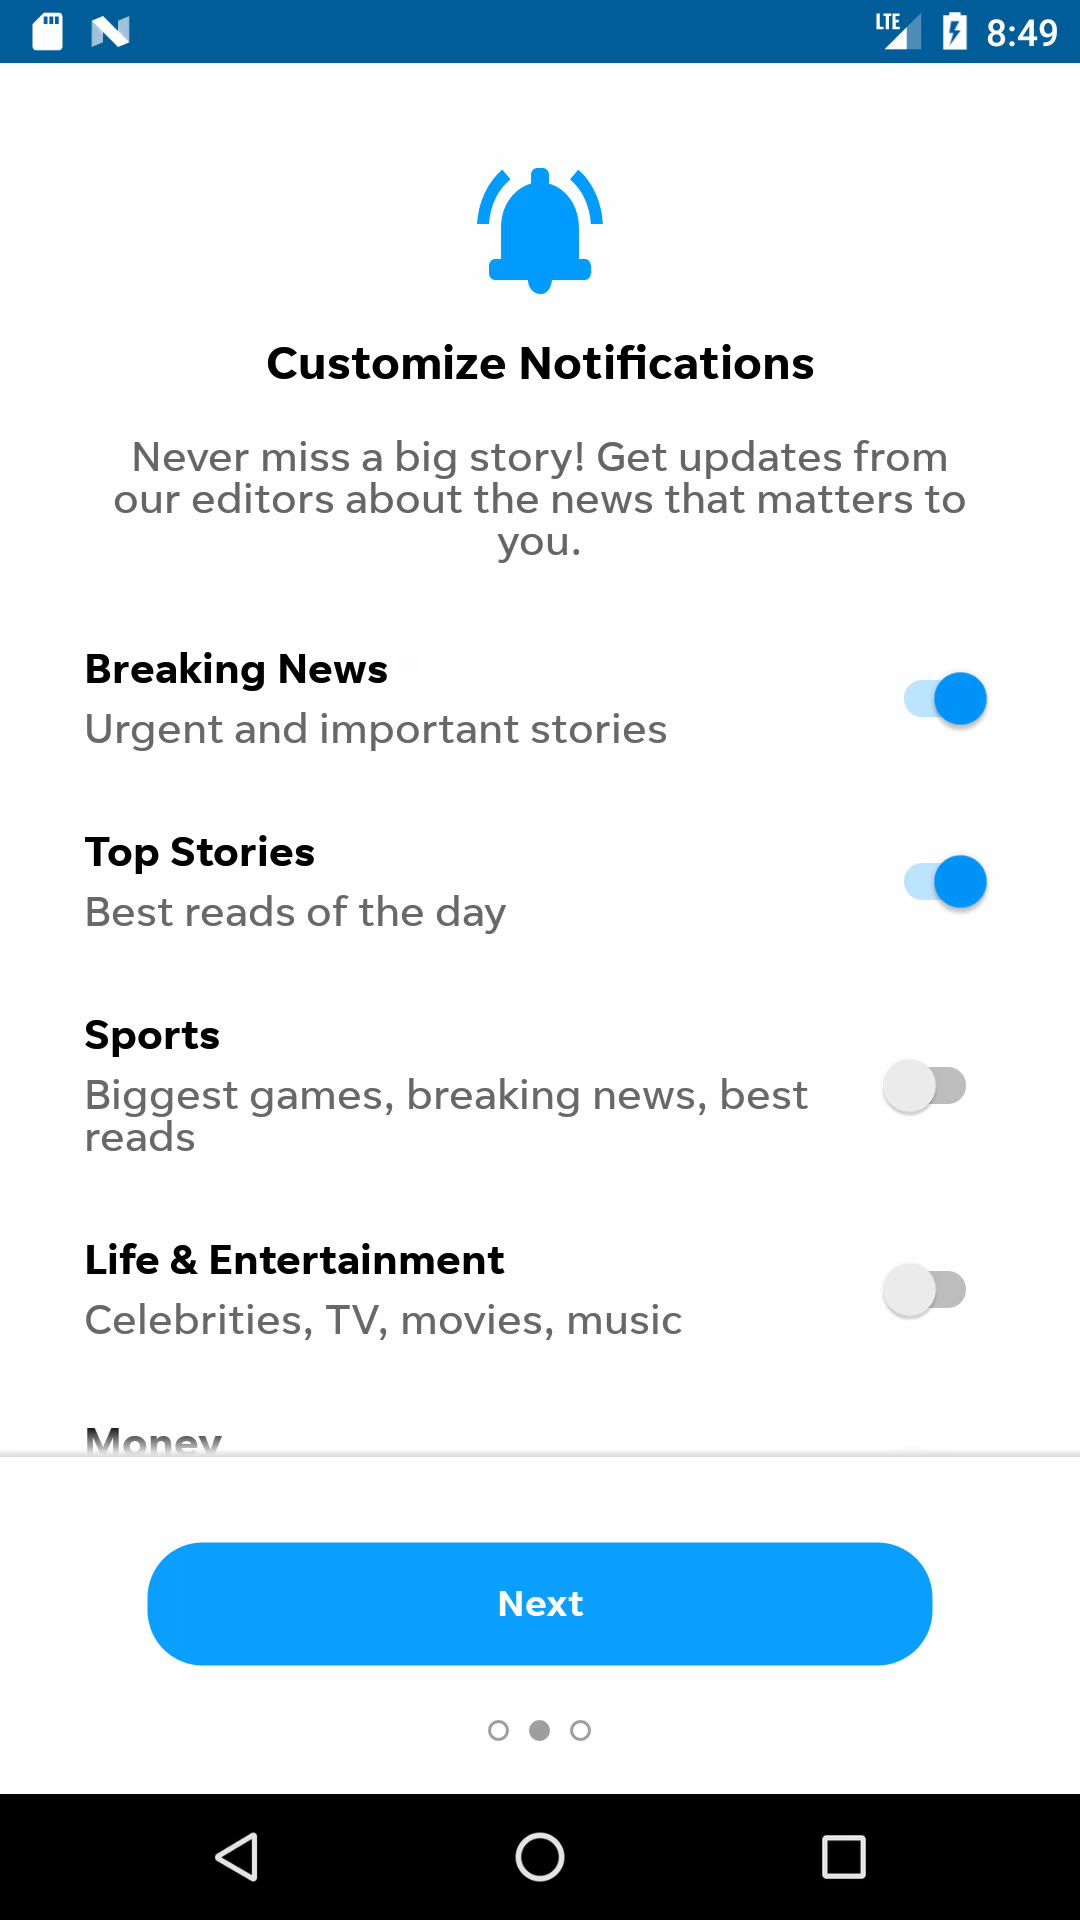 LTE 8:49
Customize Notifications
Never miss a big story! Get updates from
our editors about the news that matters to
you.
Breaking News
Urgent and important stories
Top Stories
Best reads of the day
Sports
Biggest games, breaking news, best
reads
Life & Entertainment
Celebrities, TV, movies, music
Money
Next